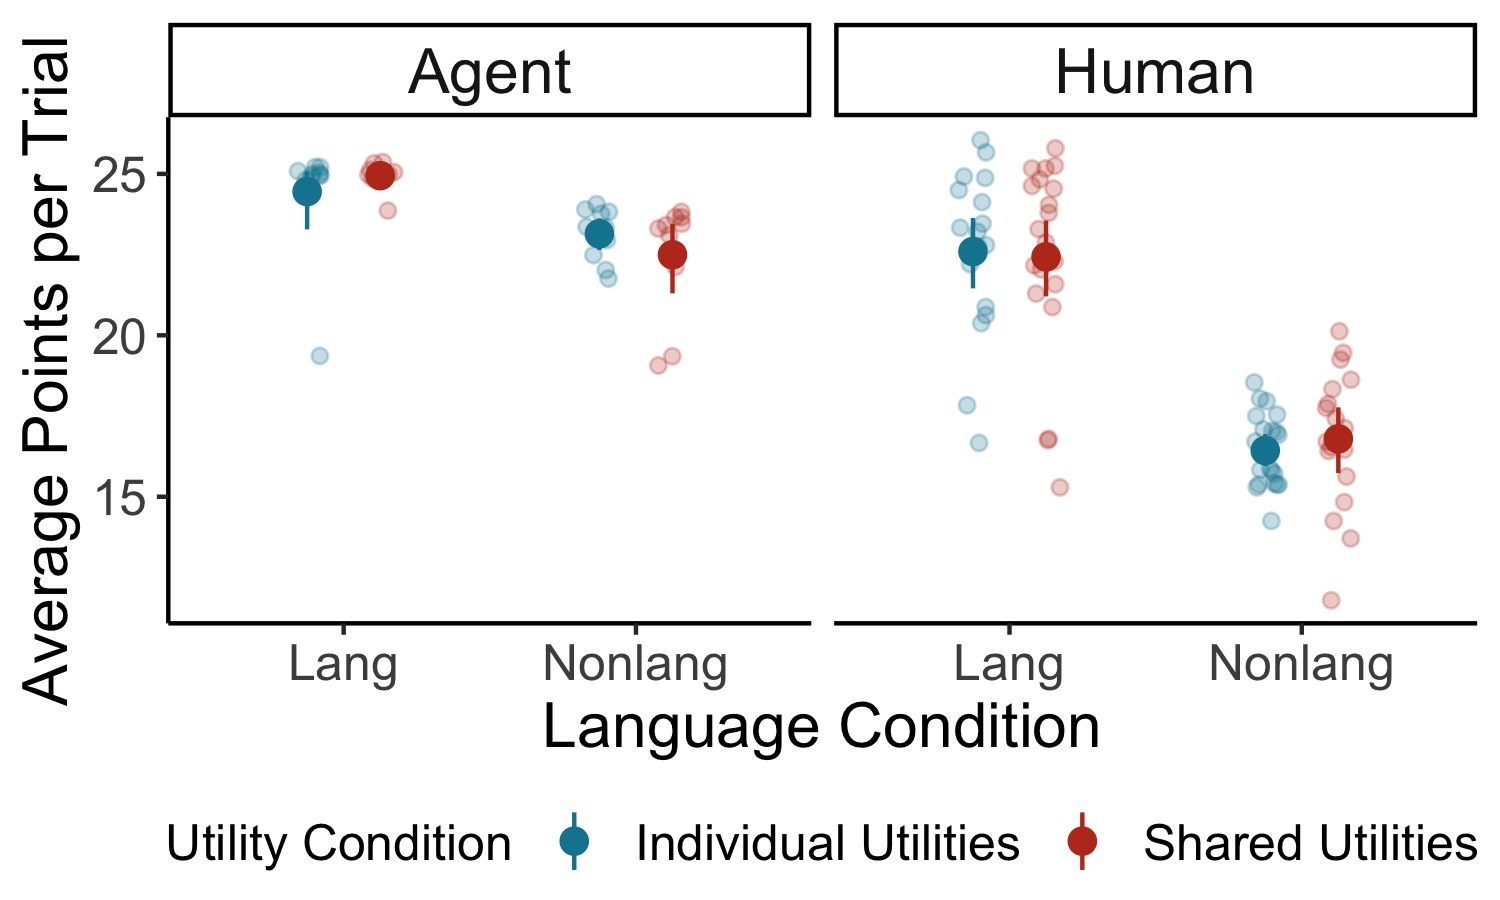 Agent
Human
Average Points per Trial
25
20
15
Lang
Nonlang
Lang
Nonlang
Language Condition
Utility Condition
Individual Utilities
Shared Utilities